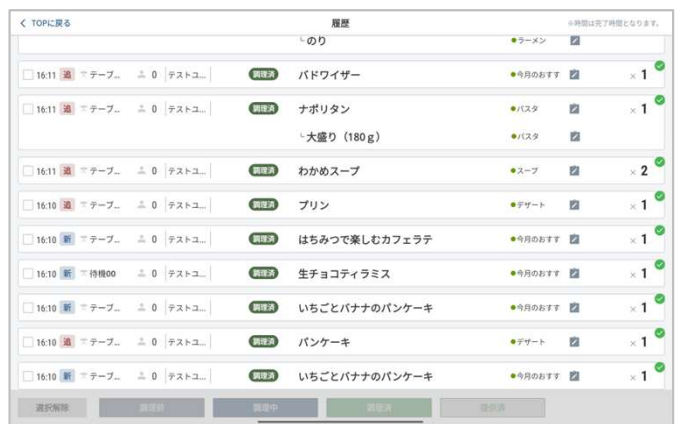 TOPに戻る 履歴 ※時間は完了時間となります。
└のり ラーメン
16:11 追 テーブ... 0 テストユ... 調理済 バドワイザー 今月のおすす × 1
16:11 追 テーブ... 0 テストユ... 調理済 ナポリタン パスタ × 1
└大盛り（180ｇ） パスタ
16:11 追 テーブ... 0 テストユ... 調理済 わかめスープ スープ × 2
16:10 追 テーブ... 0 テストユ... 調理済 プリン デザート × 1
16:10 新 テーブ... 0 テストユ... 調理済 はちみつで楽しむカフェラテ 今月のおすす × 1
16:10 新 待機00 0 テストユ... 調理済 生チョコティラミス 今月のおすす × 1
16:10 新 テーブ... 0 テストユ... 調理済 いちごとバナナのパンケーキ 今月のおすす × 1
16:10 追 テーブ... 0 テストユ... 調理済 パンケーキ デザート × 1
16:10 新 テーブ... 0 テストユ... 調理済 いちごとバナナのパンケーキ 今月のおすす × 1
選択解除 調理前 調理中 調理済 提供済